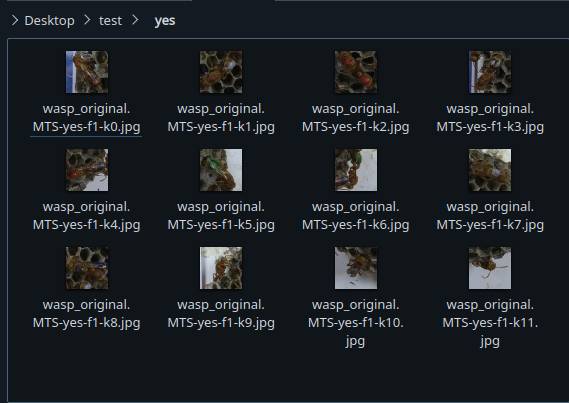 Desktop > test > yes
wasp_original. wasp_original. wasp_original. wasp_original.
MTS-yes-f1-k0.jpg MTS-yes-f1-k1.jpg MTS-yes-f1-k2.jpg MTS-yes-f1-k3.jpg
wasp_original. wasp_original. wasp_original. wasp_original.
MTS-yes-f1-k4.jpg MTS-yes-f1-k5.jpg MTS-yes-f1-k6.jpg MTS-yes-f1-k7.jpg
wasp_original. wasp_original. wasp_original. wasp_original.
MTS-yes-f1-k8.jpg MTS-yes-f1-k9.jpg MTS-yes-f1-k10. MTS-yes-f1-k11.
jpg jpg